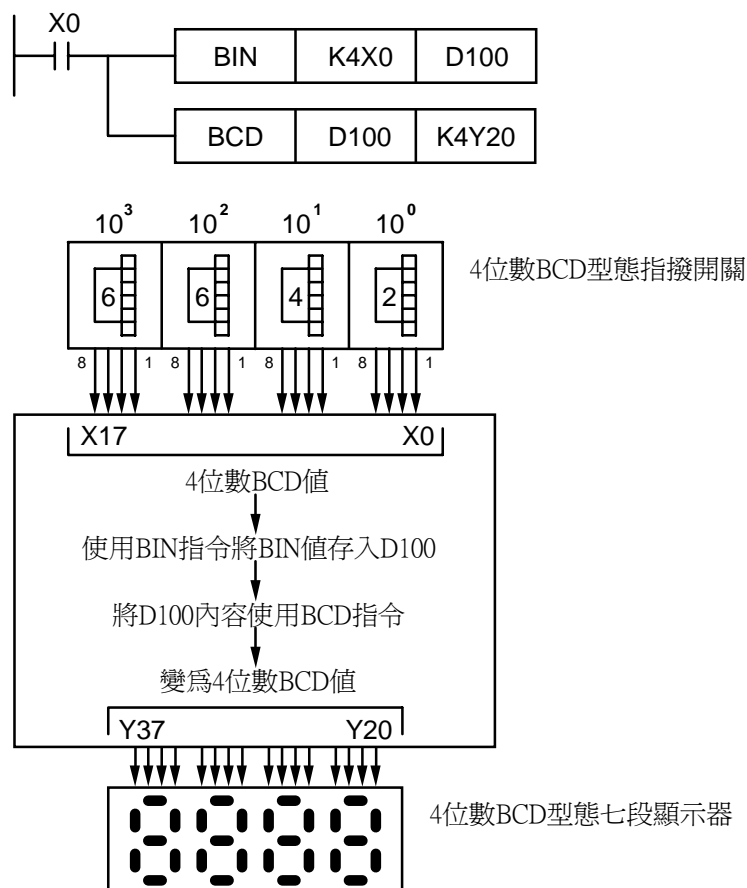 X0
BIN K4X0 D100
BCD D100 K4Y20
10³ 10² 10¹ 10⁰
6 6 4 2
4位數BCD型態指撥開關
8 1 8 1 8 1 8 1
X17 X0
4位數BCD值
使用BIN指令將BIN值存入D100
將D100內容使用BCD指令
變爲4位數BCD值
Y37 Y20
8888
4位數BCD型態七段顯示器